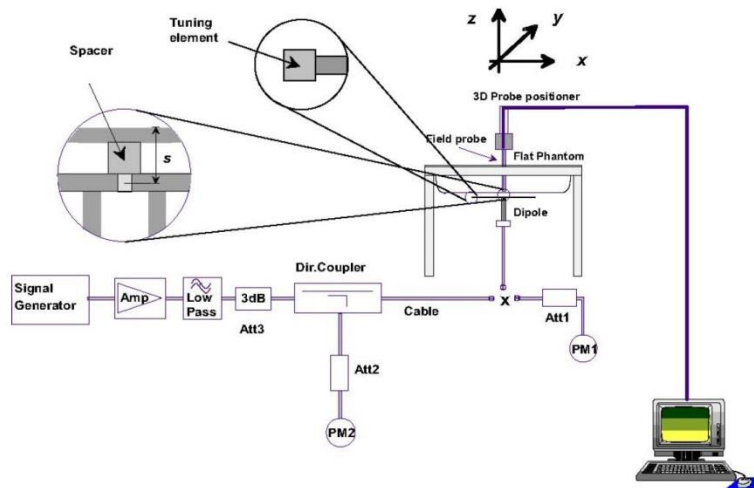 Tuning
element
Spacer
s
z
y
x
3D Probe positioner
Field probe
Flat Phantom
Dipole
Signal
Generator
Amp
Low
Pass
3dB
Att3
Dir.Coupler
Cable
x
Att1
PM1
Att2
PM2